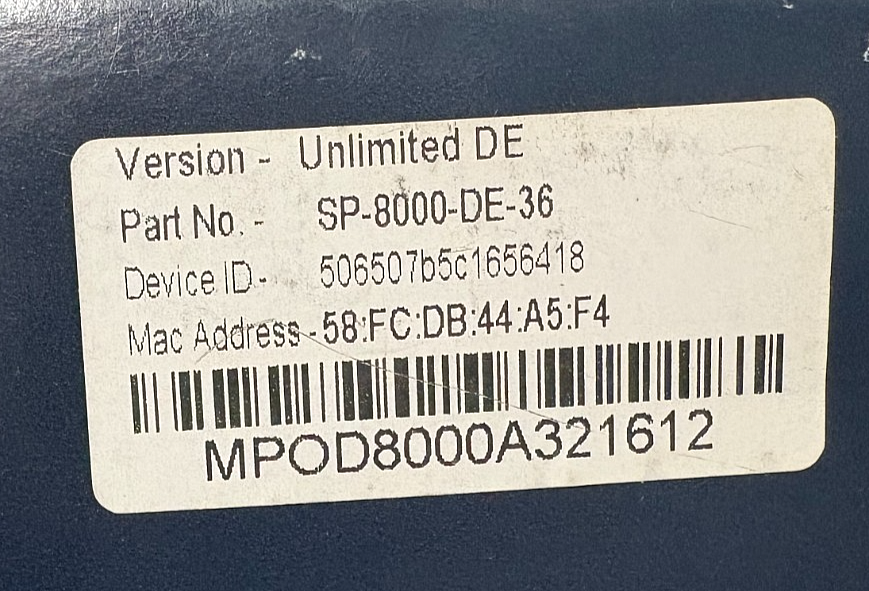 Version - Unlimited DE
Part No. - SP-8000-DE-36
Device ID - 506507b5c1656418
Mac Address - 58:FC:DB:44:A5:F4
MPOD8000A321612